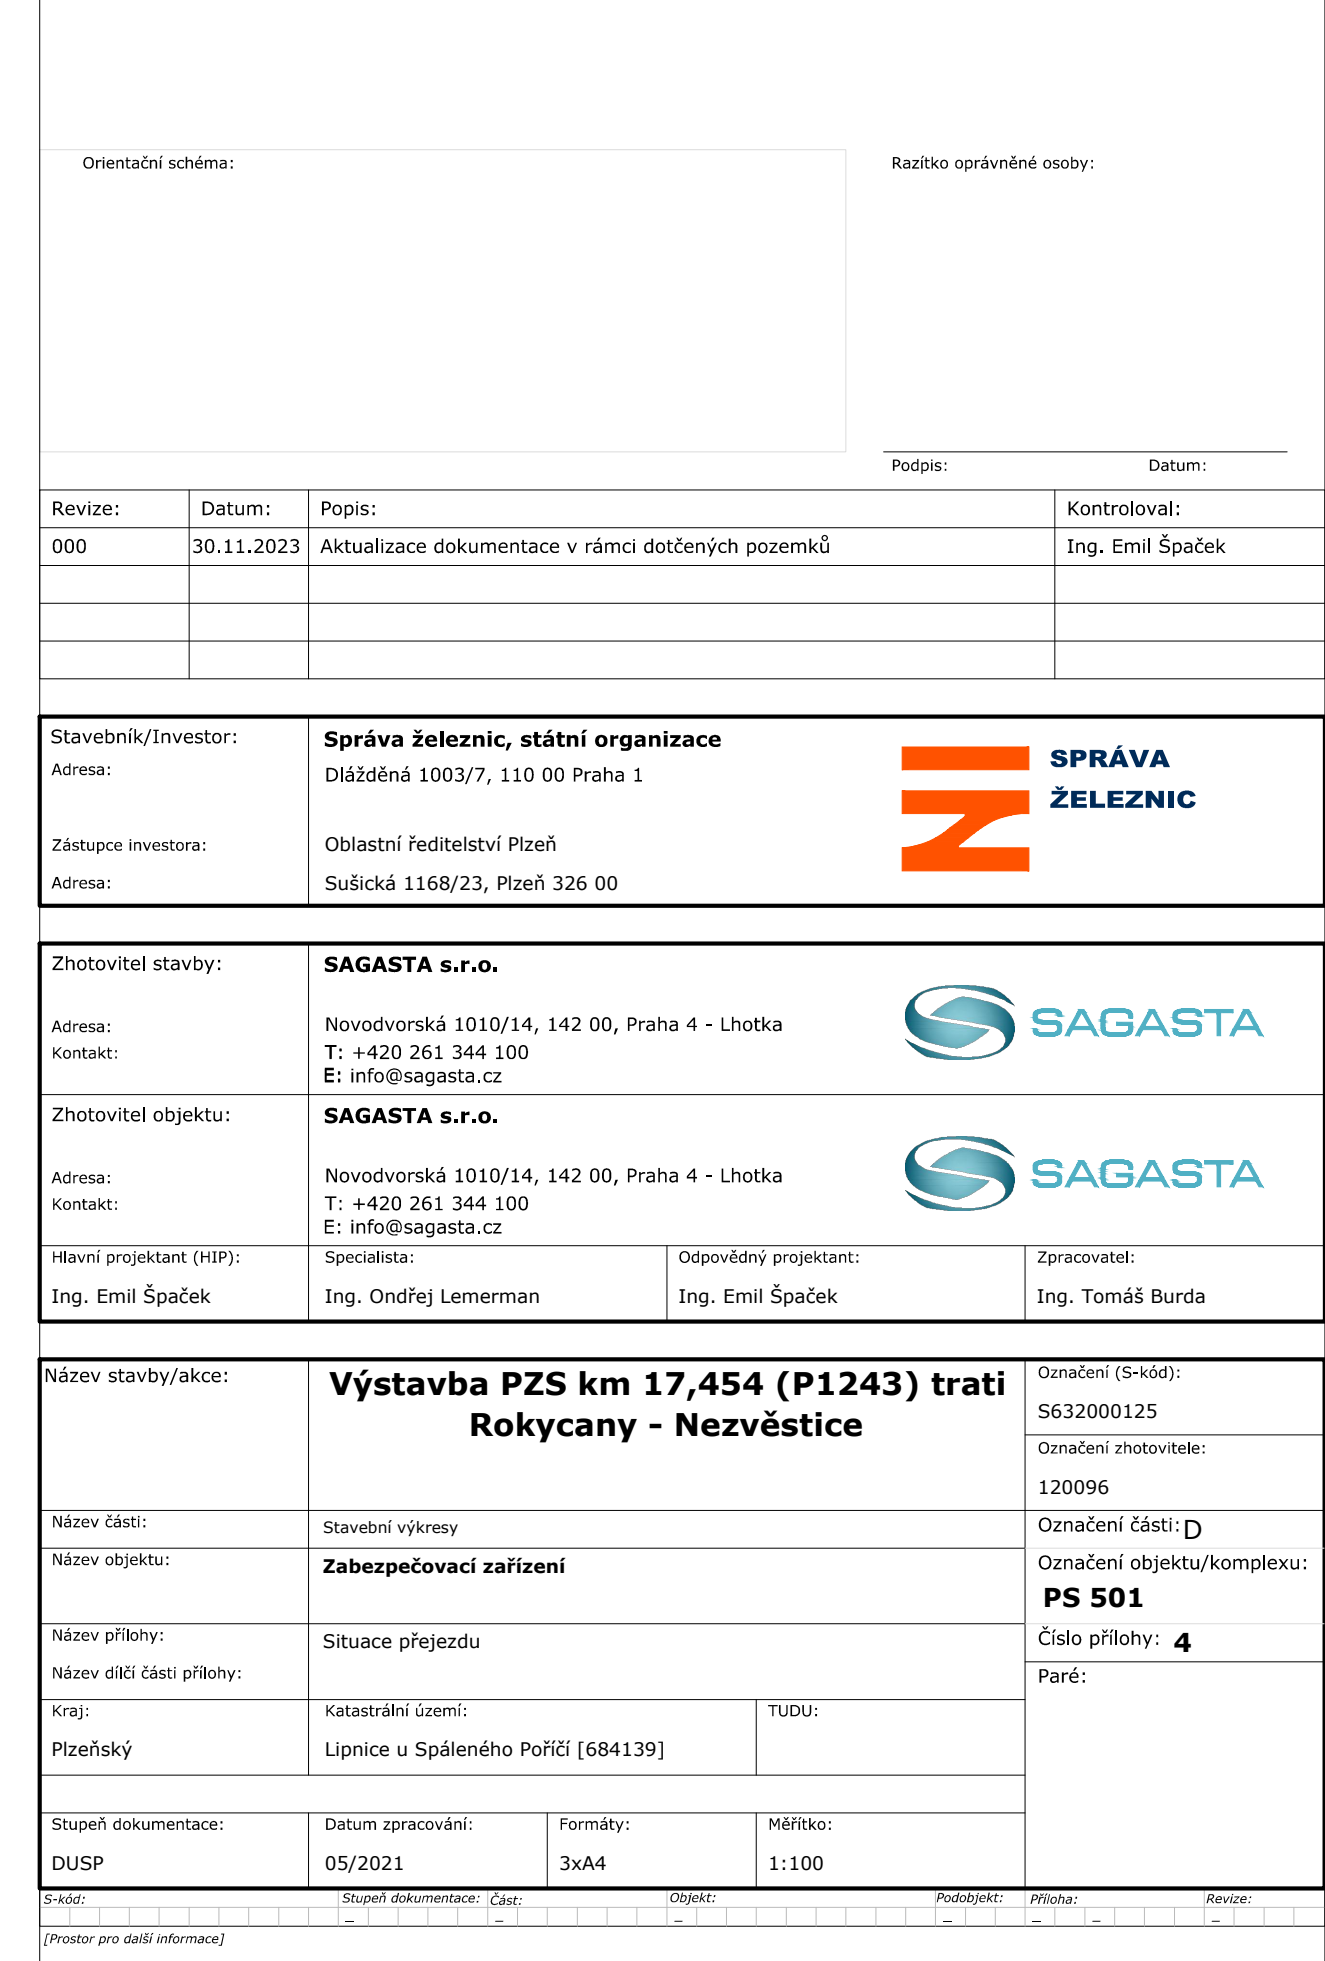 Orientační schéma:
Razítko oprávněné osoby:
Podpis:
Datum:
Revize: Datum: Popis: Kontroloval:
000 30.11.2023 Aktualizace dokumentace v rámci dotčených pozemků Ing. Emil Špaček
Stavebník/Investor: Správa železnic, státní organizace
Adresa: Dlážděná 1003/7, 110 00 Praha 1
SPRÁVA
ŽELEZNIC
Zástupce investora: Oblastní ředitelství Plzeň
Adresa: Sušická 1168/23, Plzeň 326 00
Zhotovitel stavby: SAGASTA s.r.o.
Adresa: Novodvorská 1010/14, 142 00, Praha 4 - Lhotka
Kontakt: T: +420 261 344 100
E: info@sagasta.cz
SAGASTA
Zhotovitel objektu: SAGASTA s.r.o.
Adresa: Novodvorská 1010/14, 142 00, Praha 4 - Lhotka
Kontakt: T: +420 261 344 100
E: info@sagasta.cz
SAGASTA
Hlavní projektant (HIP): Specialista: Odpovědný projektant: Zpracovatel:
Ing. Emil Špaček Ing. Ondřej Lemerman Ing. Emil Špaček Ing. Tomáš Burda
Název stavby/akce: Výstavba PZS km 17,454 (P1243) trati
Rokycany - Nezvěstice
Označení (S-kód):
S632000125
Označení zhotovitele:
120096
Název části: Stavební výkresy Označení části: D
Název objektu: Zabezpečovací zařízení Označení objektu/komplexu:
PS 501
Název přílohy: Situace přejezdu Číslo přílohy: 4
Název dílčí části přílohy: Paré:
Kraj: Katastrální území: TUDU:
Plzeňský Lipnice u Spáleného Poříčí [684139]
Stupeň dokumentace: Datum zpracování: Formáty: Měřítko:
DUSP 05/2021 3xA4 1:100
S-kód: Stupeň dokumentace: Část: Objekt: Podobjekt: Příloha: Revize:
_ _ _ _ _ _ _
[Prostor pro další informace]